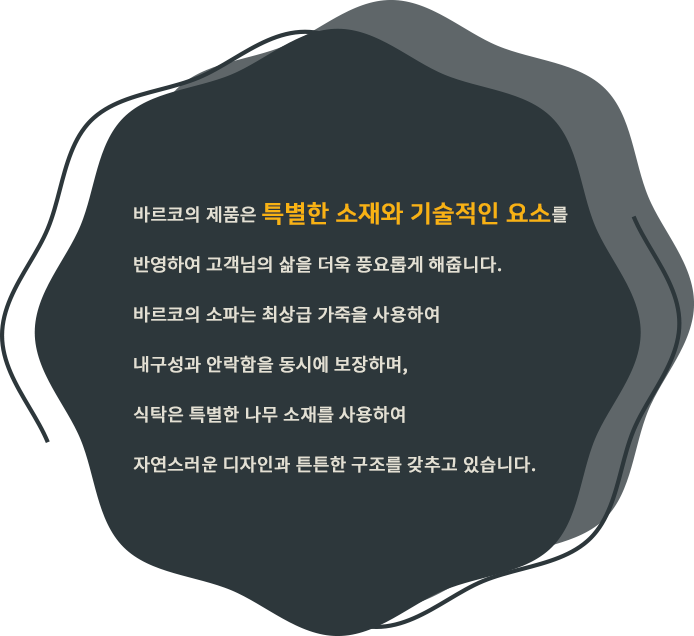 바르코의 제품은 특별한 소재와 기술적인 요소를
반영하여 고객님의 삶을 더욱 풍요롭게 해줍니다.
바르코의 소파는 최상급 가죽을 사용하여
내구성과 안락함을 동시에 보장하며,
식탁은 특별한 나무 소재를 사용하여
자연스러운 디자인과 튼튼한 구조를 갖추고 있습니다.